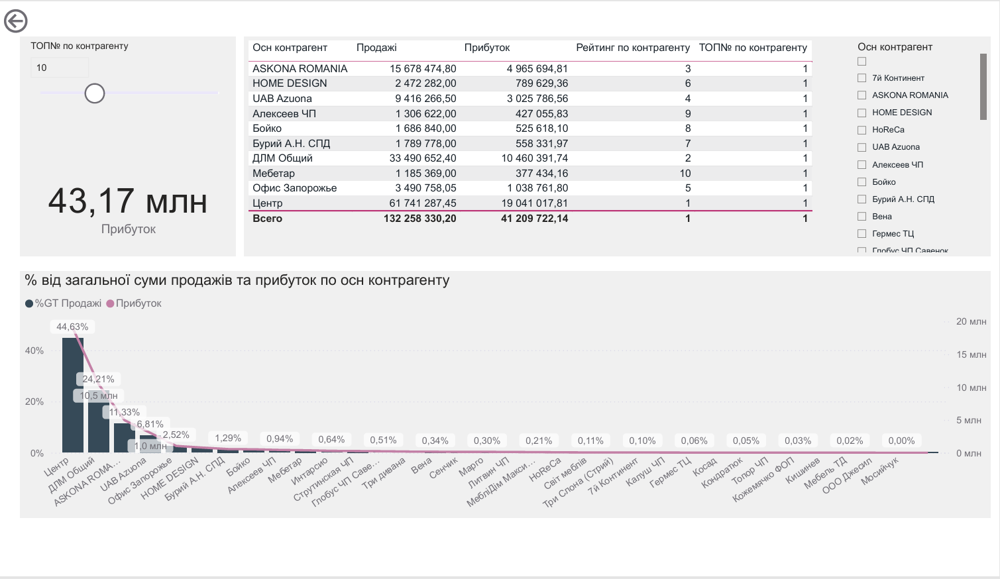 ТОП№ по контрагенту
10
43,17 млн
Прибуток
Осн контрагент Продажі Прибуток Рейтинг по контрагенту ТОП№ по контрагенту
ASKONA ROMANIA 15 678 474,80 4 965 694,81 3 1
HOME DESIGN 2 472 282,00 789 629,36 6 1
UAB Azuona 9 416 266,50 3 025 786,56 4 1
Алексеев ЧП 1 306 622,00 427 055,83 9 1
Бойко 1 686 840,00 525 618,10 8 1
Бурий А.Н. СПД 1 789 778,00 558 331,97 7 1
ДЛМ Общий 33 490 652,40 10 460 391,74 2 1
Мебетар 1 185 369,00 377 434,16 10 1
Офис Запорожье 3 490 758,05 1 038 761,80 5 1
Центр 61 741 287,45 19 041 017,81 1 1
Всего 132 258 330,20 41 209 722,14 1 1
Осн контрагент
7й Континент
ASKONA ROMANIA
HOME DESIGN
HoReCa
UAB Azuona
Алексеев ЧП
Бойко
Бурий А.Н. СПД
Вена
Гермес ТЦ
Глобус ЧП Савенок
% від загальної суми продажів та прибуток по осн контрагенту
%GT Продажі Прибуток
44,63%
24,21%
10,5 млн
11,33%
6,81%
1,0 млн
2,52%
1,29%
0,94%
0,64%
0,51%
0,34%
0,30%
0,21%
0,11%
0,10%
0,06%
0,05%
0,03%
0,02%
0,00%
40%
20%
0%
20 млн
15 млн
10 млн
5 млн
0 млн
Центр
ДЛМ Общий
ASKONA ROMA…
UAB Azuona
Офис Запорожье
HOME DESIGN
Бурий А.Н. СПД
Бойко
Алексеев ЧП
Мебетар
Интарсио
Струтинская ЧП
Глобус ЧП Саве…
Три дивана
Вена
Сенчик
Марго
Литвин ЧП
МебліДім Макси…
HoReCa
Світ меблів
Три Слона (Стрий)
7й Континент
Калуш ЧП
Гермес ТЦ
Косад
Кондратюк
Топор ЧП
Кожемячко ФОП
Кишинев
Мебель ТД
ООО Джесил
Мосийчук